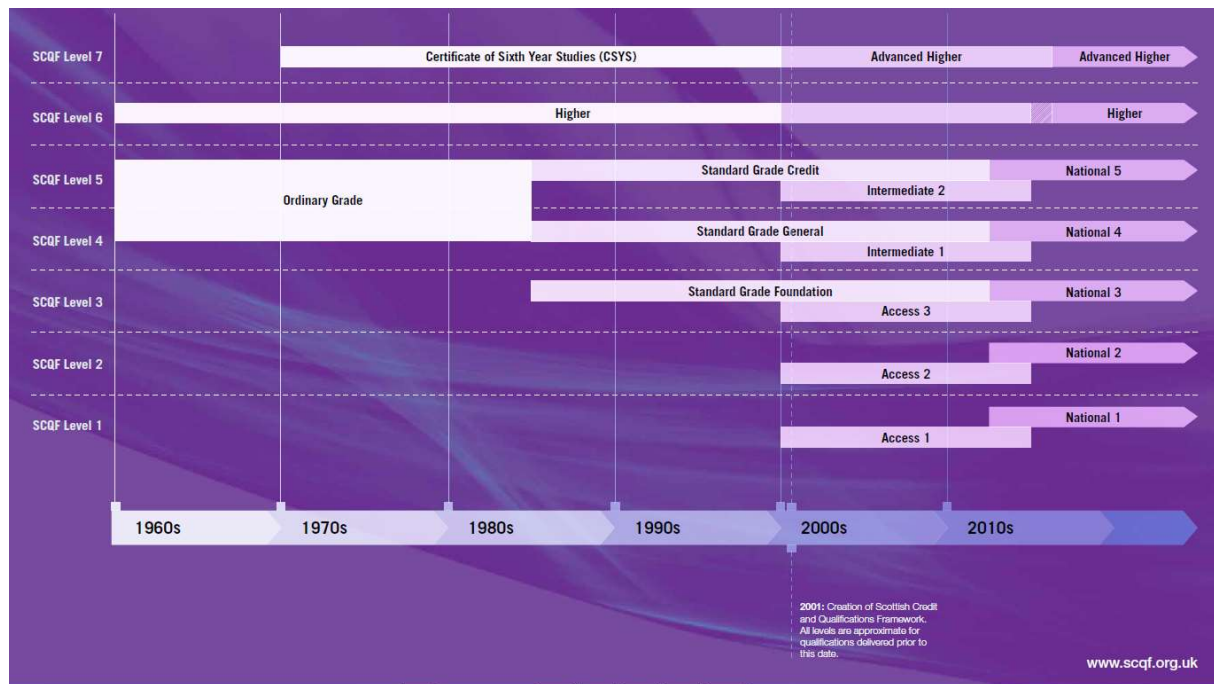 SCQF Level 7
Certificate of Sixth Year Studies (CSYS)
Advanced Higher
Advanced Higher
SCQF Level 6
Higher
Higher
SCQF Level 5
Standard Grade Credit
National 5
Intermediate 2
Ordinary Grade
SCQF Level 4
Standard Grade General
National 4
Intermediate 1
SCQF Level 3
Standard Grade Foundation
National 3
Access 3
SCQF Level 2
National 2
Access 2
SCQF Level 1
National 1
Access 1
1960s
1970s
1980s
1990s
2000s
2010s
2001: Creation of Scottish Credit
and Qualifications Framework.
All levels are approximate for
qualifications delivered prior to
this date.
www.scqf.org.uk